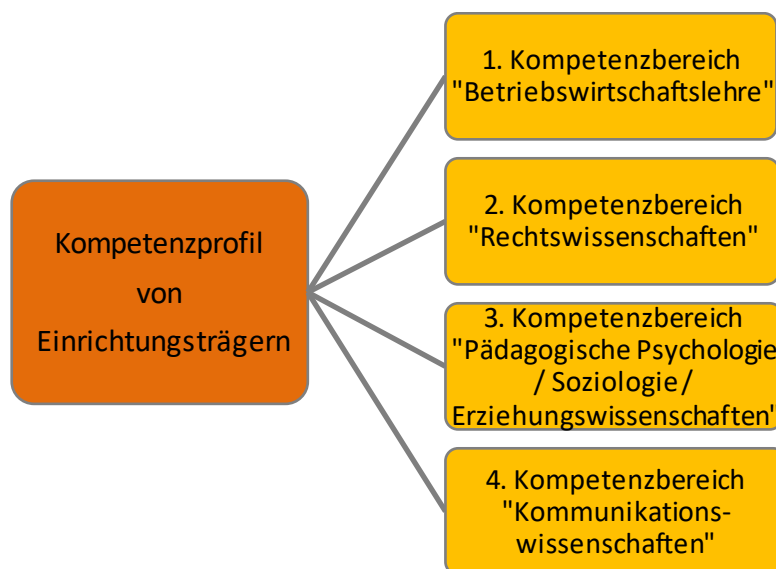 1. Kompetenzbereich
"Betriebswirtschaftslehre"
2. Kompetenzbereich
"Rechtswissenschaften"
Kompetenzprofil
von
Einrichtungsträgern
3. Kompetenzbereich
"Pädagogische Psychologie
/ Soziologie /
Erziehungswissenschaften"
4. Kompetenzbereich
"Kommunikations-
wissenschaften"